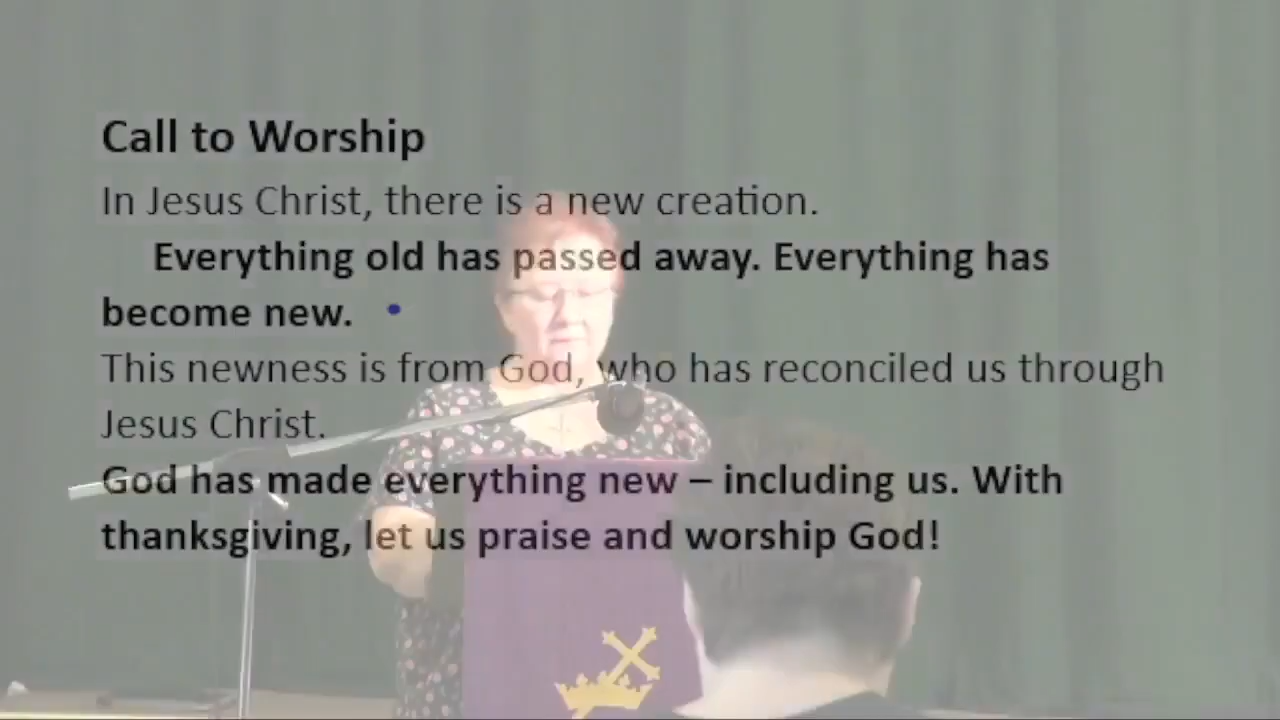 Call to Worship
In Jesus Christ, there is a new creation.
Everything old has passed away. Everything has
become new.
This newness is from God, who has reconciled us through
Jesus Christ.
God has made everything new – including us. With
thanksgiving, let us praise and worship God!